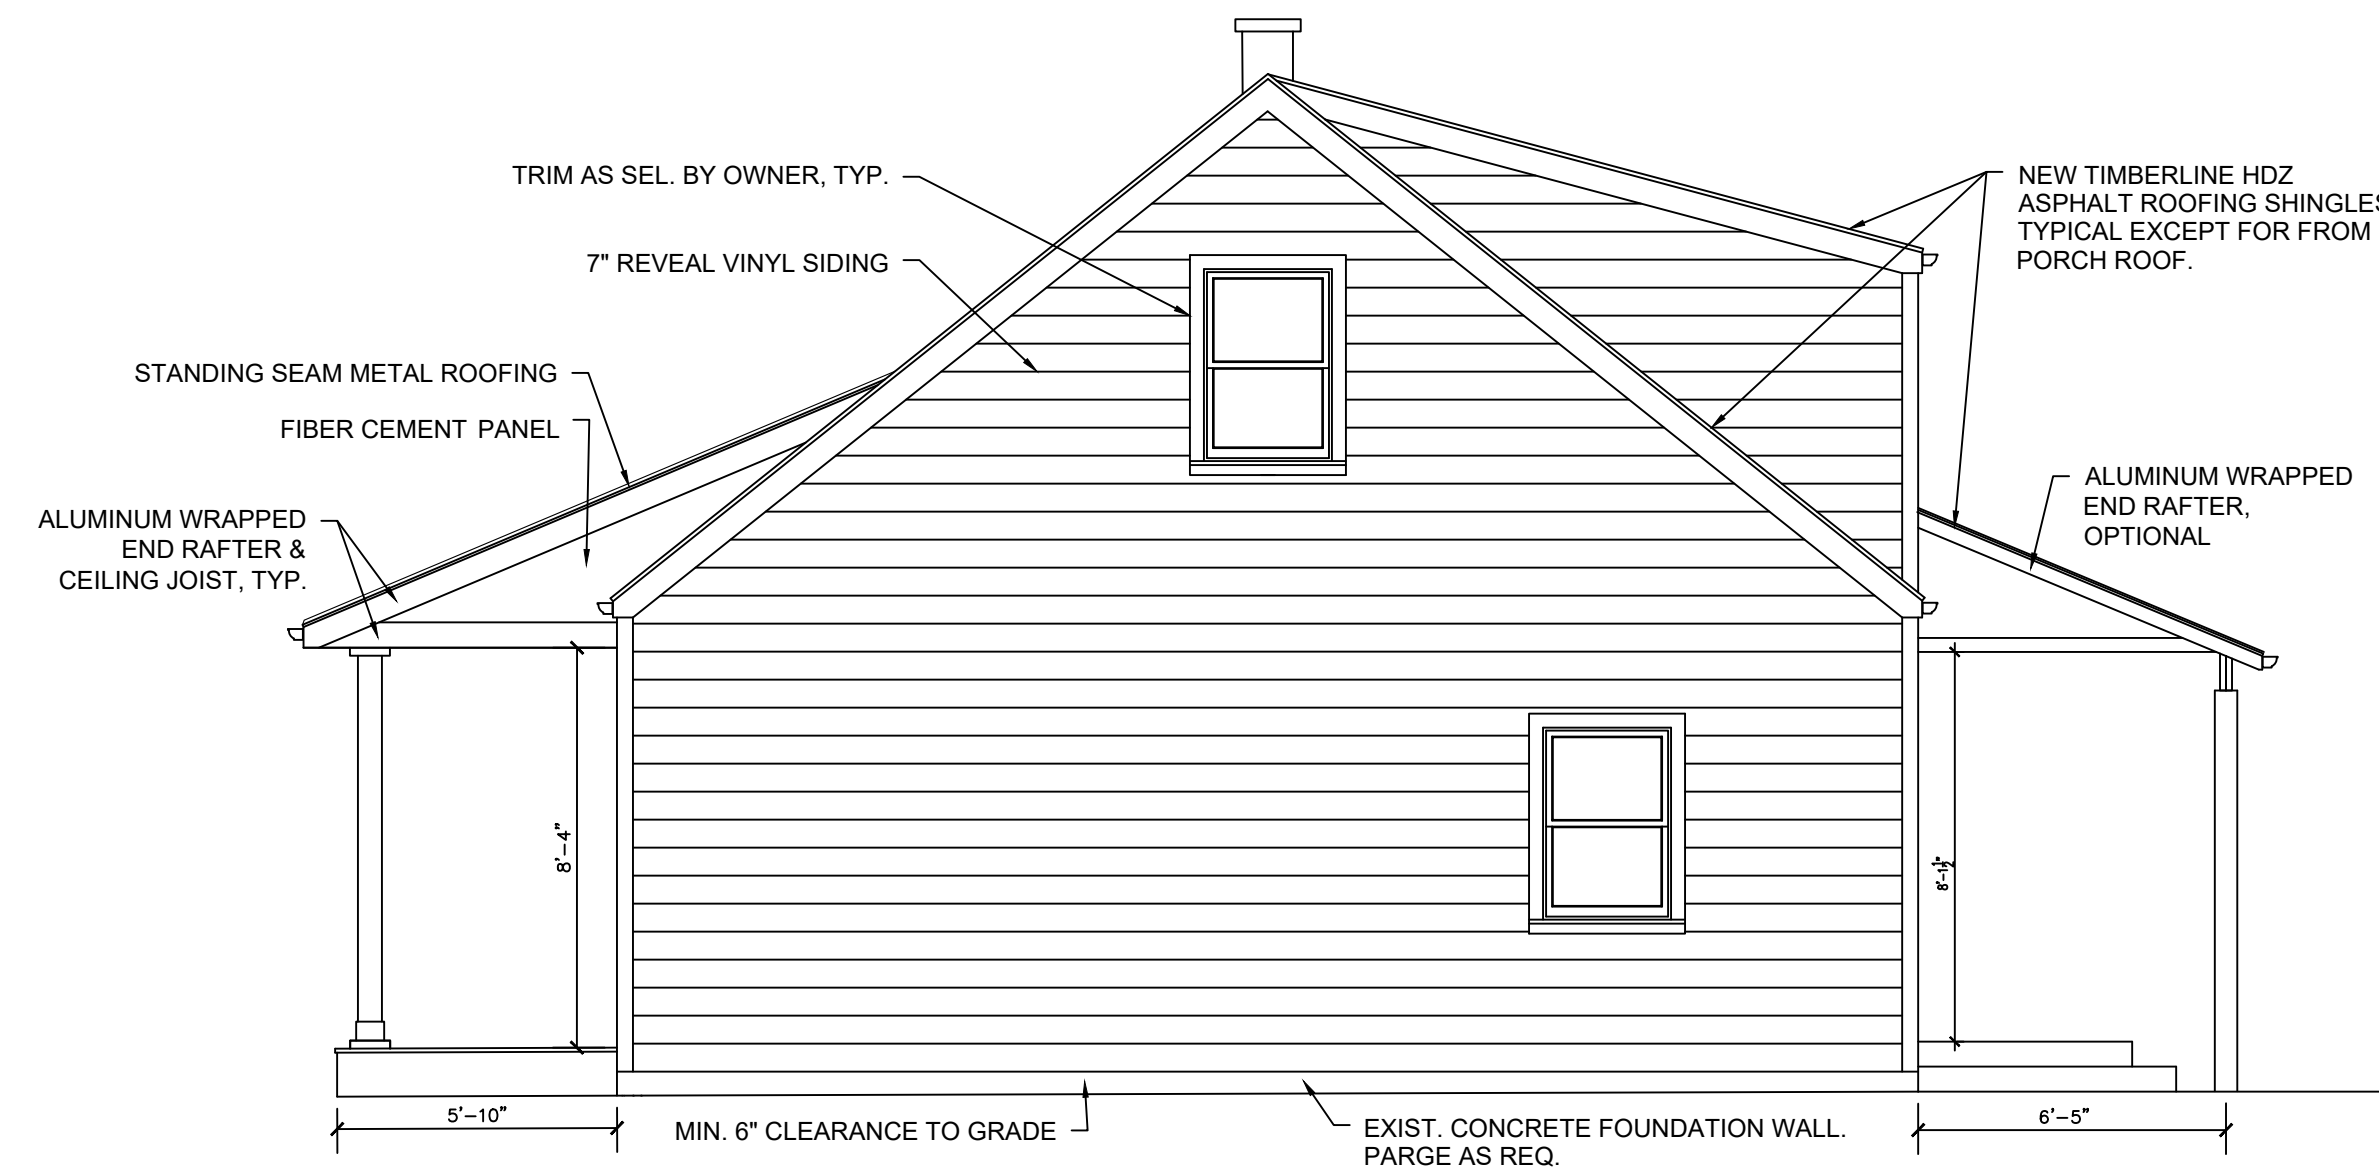 TRIM AS SEL. BY OWNER, TYP.
7" REVEAL VINYL SIDING
STANDING SEAM METAL ROOFING
FIBER CEMENT PANEL
ALUMINUM WRAPPED
END RAFTER &
CEILING JOIST, TYP.
NEW TIMBERLINE HDZ
ASPHALT ROOFING SHINGLES
TYPICAL EXCEPT FOR FROM
PORCH ROOF.
ALUMINUM WRAPPED
END RAFTER,
OPTIONAL
8'-4"
8'-1½"
5'-10"
MIN. 6" CLEARANCE TO GRADE
EXIST. CONCRETE FOUNDATION WALL.
PARGE AS REQ.
6'-5"